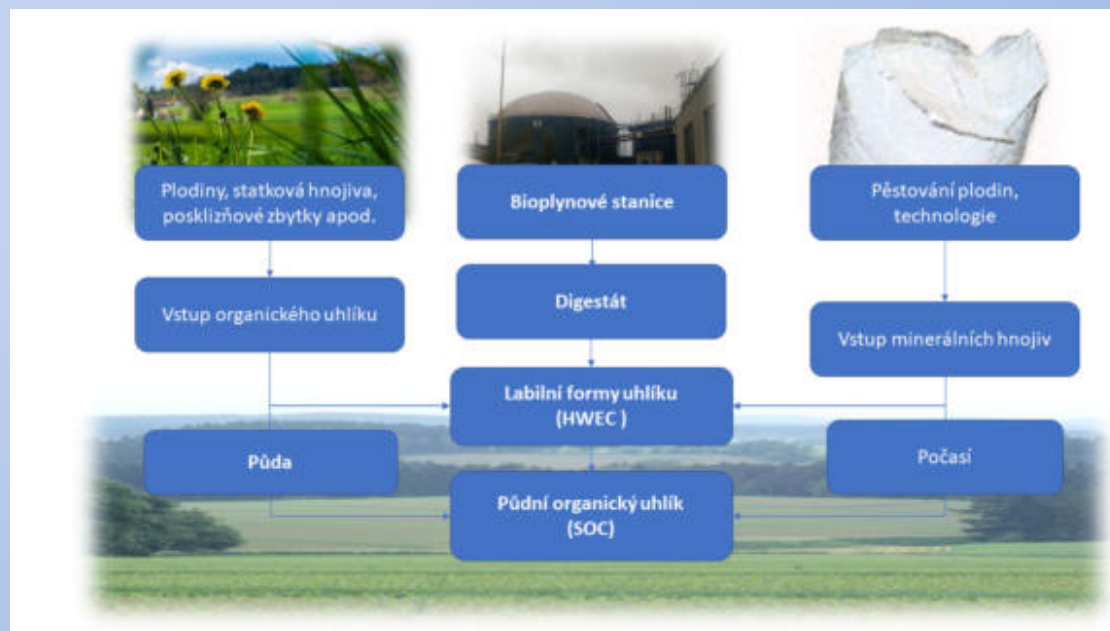 Plodiny, statková hnojiva,
posklizňové zbytky apod.
Vstup organického uhlíku
Půda
Bioplynové stanice
Digestát
Labilní formy uhlíku
(HWEC )
Půdní organický uhlík
(SOC)
Pěstování plodin,
technologie
Vstup minerálních hnojiv
Počasí